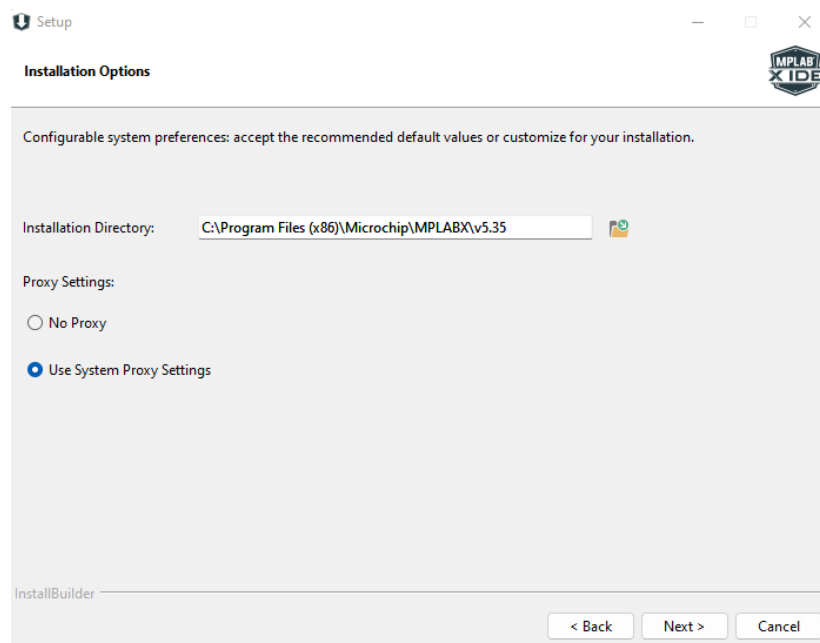 Setup
Installation Options
MPLAB
X IDE
Configurable system preferences: accept the recommended default values or customize for your installation.
Installation Directory: C:\Program Files (x86)\Microchip\MPLABX\v5.35
Proxy Settings:
No Proxy
Use System Proxy Settings
InstallBuilder
< Back Next > Cancel